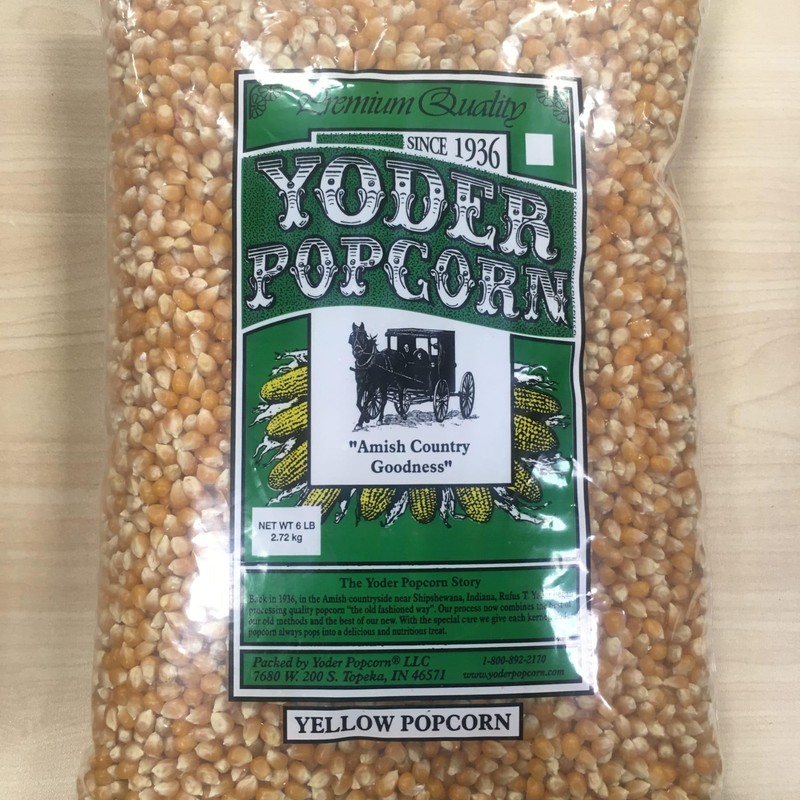 Premium Quality
SINCE 1936
YODER
POPCORN
"Amish Country
Goodness"
NET WT 6 LB
2.72 kg
The Yoder Popcorn Story
Back in 1936, in the Amish countryside near Shipshewana, Indiana, Rufus T.
processing quality popcorn "the old fashioned way". Our process now combines the best of
our old methods and the best of our new. With the special care we give each
popcorn always pops into a delicious and nutritious treat.
Packed by Yoder Popcorn® LLC
7680 W. 200 S. Topeka, IN 46571
1-800-892-2170
www.yoderpopcorn.com
YELLOW POPCORN